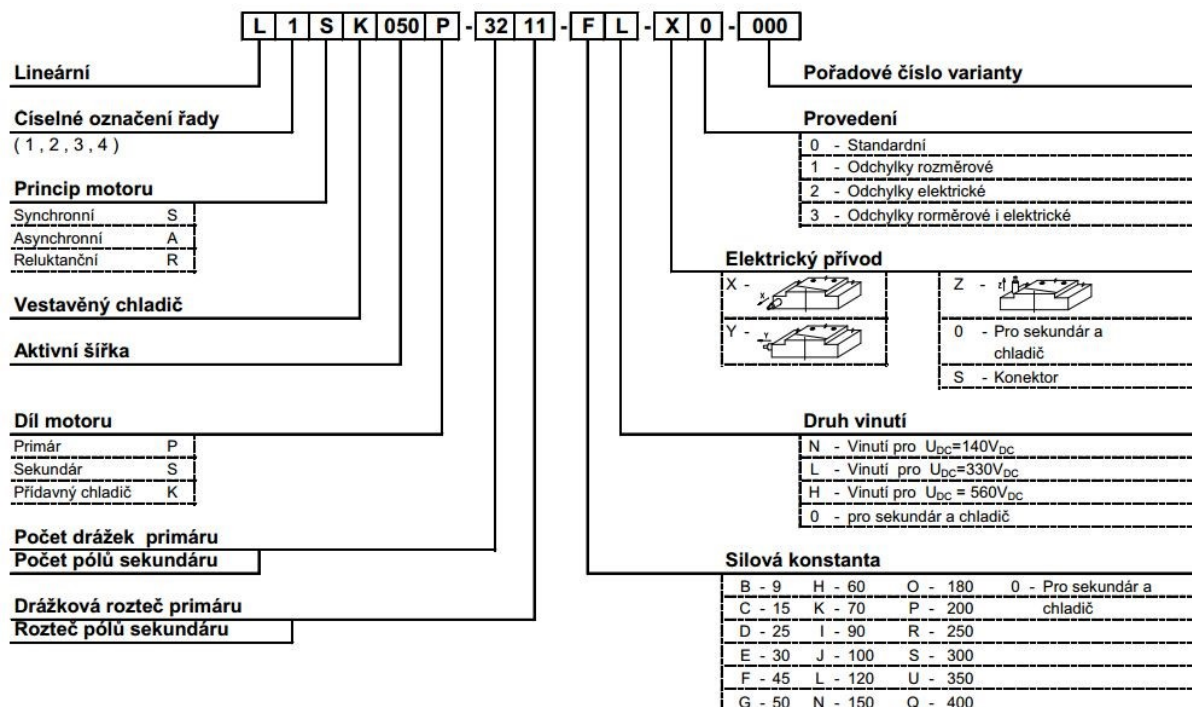 L 1 S K 050 P - 32 11 - F L - X 0 - 000
Lineární
Číselné označení řady
( 1 , 2 , 3 , 4 )
Princip motoru
Synchronní S
Asynchronní A
Reluktanční R
Vestavěný chladič
Aktivní šířka
Díl motoru
Primár P
Sekundár S
Přídavný chladič K
Počet drážek primáru
Počet pólů sekundáru
Drážková rozteč primáru
Rozteč pólů sekundáru
Pořadové číslo varianty
Provedení
0 - Standardní
1 - Odchylky rozměrové
2 - Odchylky elektrické
3 - Odchylky rorměrové i elektrické
Elektrický přívod
X - X
Y - Y
Z - Z
0 - Pro sekundár a
chladič
S - Konektor
Druh vinutí
N - Vinutí pro UDC=140VDC
L - Vinutí pro UDC=330VDC
H - Vinutí pro UDC = 560VDC
0 - pro sekundár a chladič
Silová konstanta
B - 9 H - 60 O - 180 0 - Pro sekundár a
C - 15 K - 70 P - 200 chladič
D - 25 I - 90 R - 250
E - 30 J - 100 S - 300
F - 45 L - 120 U - 350
G - 50 N - 150 Q - 400